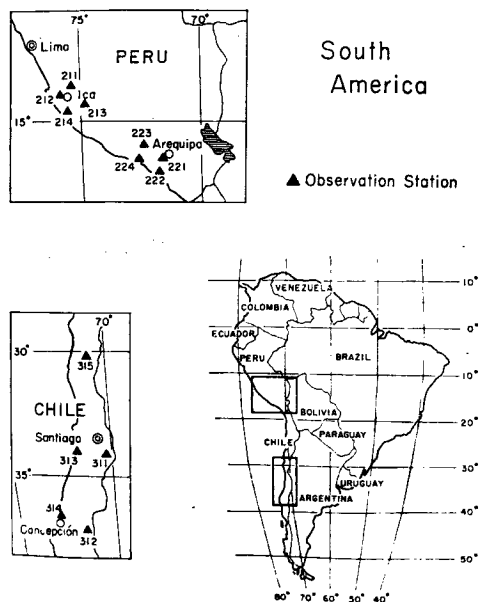 75° 70°
Lima
PERU
211
212 Ica
213
15° 214
223 Arequipa
224 221
222
South
America
▲ Observation Station
70°
30°
315
CHILE
Santiago
313 311
35°
314
Concepción
312
VENEZUELA
10°
COLOMBIA
ECUADOR
0°
PERU
BRAZIL
10°
BOLIVIA
20°
CHILE
PARAGUAY
30°
URUGUAY
ARGENTINA
40°
50°
80° 70° 60° 50° 40°